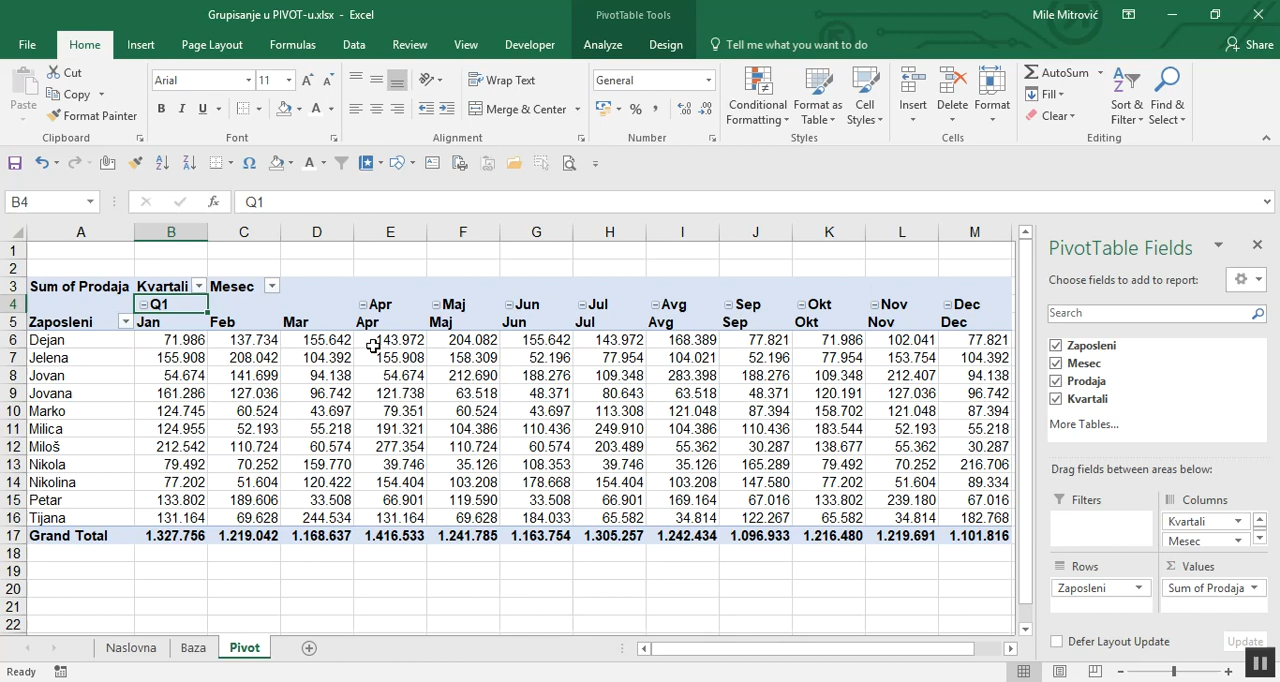 Grupisanje u PIVOT-u.xlsx - Excel
PivotTable Tools
Mile Mitrović
File Home Insert Page Layout Formulas Data Review View Developer Analyze Design Tell me what you want to do Share
Paste
Cut
Copy
Format Painter
Clipboard
Arial 11
B I U A
Font
Wrap Text
Merge & Center
Alignment
General
%
Number
Conditional Formatting
Format as Table
Cell Styles
Styles
Insert Delete Format
Cells
AutoSum
Fill
Clear
Sort & Filter
Find & Select
Editing
B4 fx Q1
A B C D E F G H I J K L M
1
2
3 Sum of Prodaja Kvartali Mesec
4 Q1 Apr Maj Jun Jul Avg Sep Okt Nov Dec
5 Zaposleni Jan Feb Mar Apr Maj Jun Jul Avg Sep Okt Nov Dec
6 Dejan 71.986 137.734 155.642 143.972 204.082 155.642 143.972 168.389 77.821 71.986 102.041 77.821
7 Jelena 155.908 208.042 104.392 155.908 158.309 52.196 77.954 104.021 52.196 77.954 153.754 104.392
8 Jovan 54.674 141.699 94.138 54.674 212.690 188.276 109.348 283.398 188.276 109.348 212.407 94.138
9 Jovana 161.286 127.036 96.742 121.738 63.518 48.371 80.643 63.518 48.371 120.191 127.036 96.742
10 Marko 124.745 60.524 43.697 79.351 60.524 43.697 113.308 121.048 87.394 158.702 121.048 87.394
11 Milica 124.955 52.193 55.218 191.321 104.386 110.436 249.910 104.386 110.436 183.544 52.193 55.218
12 Miloš 212.542 110.724 60.574 277.354 110.724 60.574 203.489 55.362 30.287 138.677 55.362 30.287
13 Nikola 79.492 70.252 159.770 39.746 35.126 108.353 39.746 35.126 165.289 79.492 70.252 216.706
14 Nikolina 77.202 51.604 120.422 154.404 103.208 178.668 154.404 103.208 147.580 77.202 51.604 89.334
15 Petar 133.802 189.606 33.508 66.901 119.590 33.508 66.901 169.164 67.016 133.802 239.180 67.016
16 Tijana 131.164 69.628 244.534 131.164 69.628 184.033 65.582 34.814 122.267 65.582 34.814 182.768
17 Grand Total 1.327.756 1.219.042 1.168.637 1.416.533 1.241.785 1.163.754 1.305.257 1.242.434 1.096.933 1.216.480 1.219.691 1.101.816
18
19
20
21
22
PivotTable Fields
Choose fields to add to report:
Search
Zaposleni
Mesec
Prodaja
Kvartali
More Tables...
Drag fields between areas below:
Filters
Columns
Kvartali
Mesec
Rows
Zaposleni
Σ Values
Sum of Prodaja
Defer Layout Update
Update
Naslovna Baza Pivot
Ready